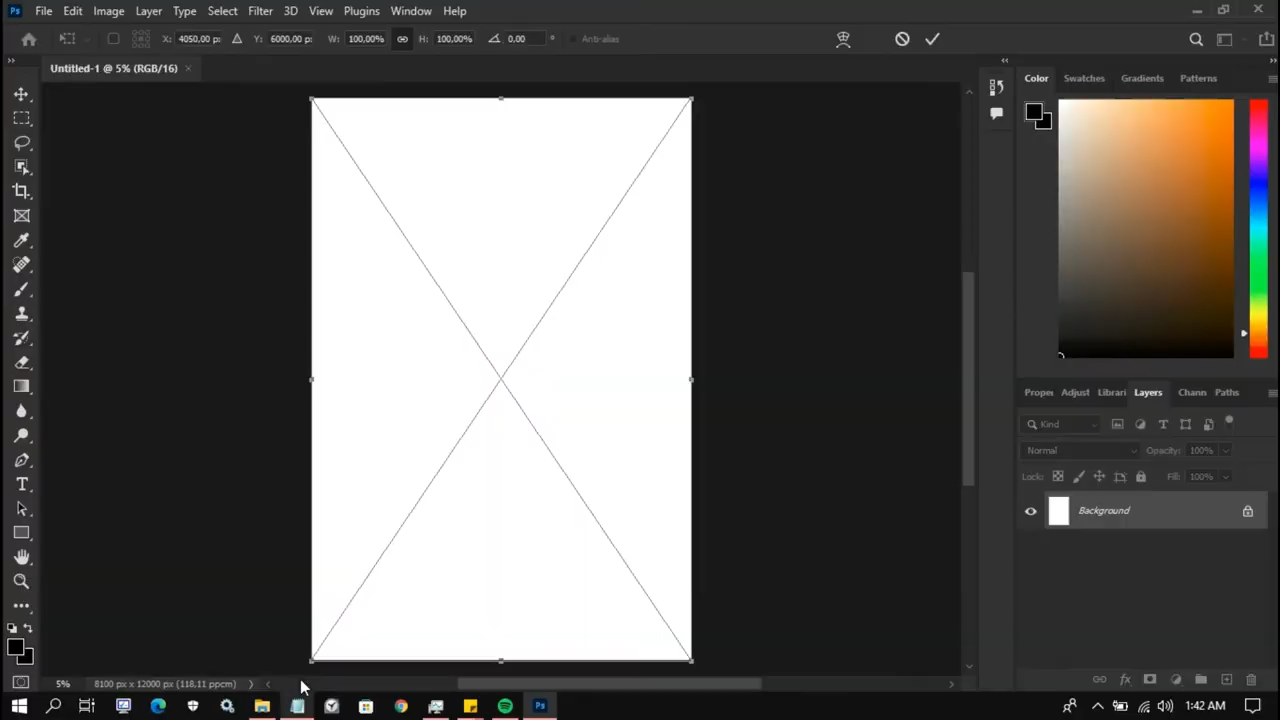 Ps File Edit Image Layer Type Select Filter 3D View Plugins Window Help
X: 4050,00 px Y: 6000,00 px W: 100,00% H: 100,00% 0,00 ° Anti-alias
Untitled-1 @ 5% (RGB/16) ×
Color Swatches Gradients Patterns
Proper Adjust Librari Layers Chann Paths
Kind
Normal Opacity: 100%
Lock: Fill: 100%
Background
5% 8100 px x 12000 px (118,11 ppcm)
Ps 1:42 AM